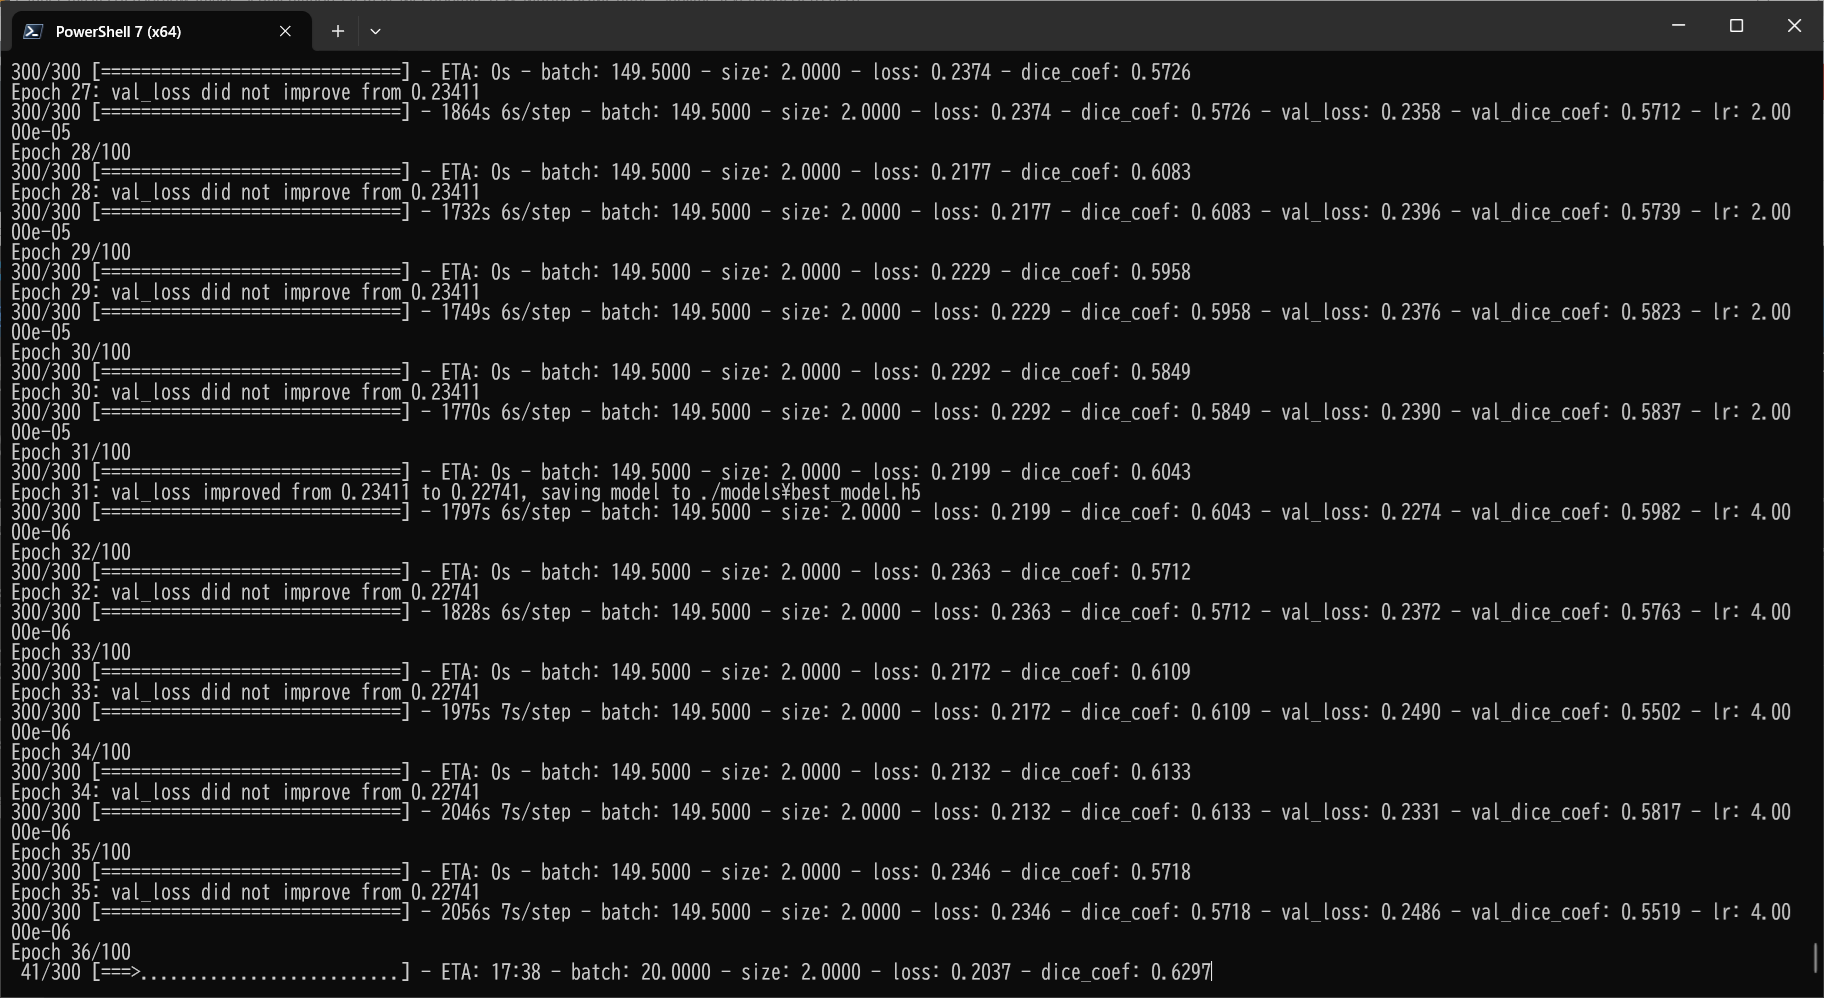 PowerShell 7 (x64)
300/300 [==============================] - ETA: 0s - batch: 149.5000 - size: 2.0000 - loss: 0.2374 - dice_coef: 0.5726
Epoch 27: val_loss did not improve from 0.23411
300/300 [==============================] - 1864s 6s/step - batch: 149.5000 - size: 2.0000 - loss: 0.2374 - dice_coef: 0.5726 - val_loss: 0.2358 - val_dice_coef: 0.5712 - lr: 2.00
00e-05
Epoch 28/100
300/300 [==============================] - ETA: 0s - batch: 149.5000 - size: 2.0000 - loss: 0.2177 - dice_coef: 0.6083
Epoch 28: val_loss did not improve from 0.23411
300/300 [==============================] - 1732s 6s/step - batch: 149.5000 - size: 2.0000 - loss: 0.2177 - dice_coef: 0.6083 - val_loss: 0.2396 - val_dice_coef: 0.5739 - lr: 2.00
00e-05
Epoch 29/100
300/300 [==============================] - ETA: 0s - batch: 149.5000 - size: 2.0000 - loss: 0.2229 - dice_coef: 0.5958
Epoch 29: val_loss did not improve from 0.23411
300/300 [==============================] - 1749s 6s/step - batch: 149.5000 - size: 2.0000 - loss: 0.2229 - dice_coef: 0.5958 - val_loss: 0.2376 - val_dice_coef: 0.5823 - lr: 2.00
00e-05
Epoch 30/100
300/300 [==============================] - ETA: 0s - batch: 149.5000 - size: 2.0000 - loss: 0.2292 - dice_coef: 0.5849
Epoch 30: val_loss did not improve from 0.23411
300/300 [==============================] - 1770s 6s/step - batch: 149.5000 - size: 2.0000 - loss: 0.2292 - dice_coef: 0.5849 - val_loss: 0.2390 - val_dice_coef: 0.5837 - lr: 2.00
00e-05
Epoch 31/100
300/300 [==============================] - ETA: 0s - batch: 149.5000 - size: 2.0000 - loss: 0.2199 - dice_coef: 0.6043
Epoch 31: val_loss improved from 0.23411 to 0.22741, saving model to ./models¥best_model.h5
300/300 [==============================] - 1797s 6s/step - batch: 149.5000 - size: 2.0000 - loss: 0.2199 - dice_coef: 0.6043 - val_loss: 0.2274 - val_dice_coef: 0.5982 - lr: 4.00
00e-06
Epoch 32/100
300/300 [==============================] - ETA: 0s - batch: 149.5000 - size: 2.0000 - loss: 0.2363 - dice_coef: 0.5712
Epoch 32: val_loss did not improve from 0.22741
300/300 [==============================] - 1828s 6s/step - batch: 149.5000 - size: 2.0000 - loss: 0.2363 - dice_coef: 0.5712 - val_loss: 0.2372 - val_dice_coef: 0.5763 - lr: 4.00
00e-06
Epoch 33/100
300/300 [==============================] - ETA: 0s - batch: 149.5000 - size: 2.0000 - loss: 0.2172 - dice_coef: 0.6109
Epoch 33: val_loss did not improve from 0.22741
300/300 [==============================] - 1975s 7s/step - batch: 149.5000 - size: 2.0000 - loss: 0.2172 - dice_coef: 0.6109 - val_loss: 0.2490 - val_dice_coef: 0.5502 - lr: 4.00
00e-06
Epoch 34/100
300/300 [==============================] - ETA: 0s - batch: 149.5000 - size: 2.0000 - loss: 0.2132 - dice_coef: 0.6133
Epoch 34: val_loss did not improve from 0.22741
300/300 [==============================] - 2046s 7s/step - batch: 149.5000 - size: 2.0000 - loss: 0.2132 - dice_coef: 0.6133 - val_loss: 0.2331 - val_dice_coef: 0.5817 - lr: 4.00
00e-06
Epoch 35/100
300/300 [==============================] - ETA: 0s - batch: 149.5000 - size: 2.0000 - loss: 0.2346 - dice_coef: 0.5718
Epoch 35: val_loss did not improve from 0.22741
300/300 [==============================] - 2056s 7s/step - batch: 149.5000 - size: 2.0000 - loss: 0.2346 - dice_coef: 0.5718 - val_loss: 0.2486 - val_dice_coef: 0.5519 - lr: 4.00
00e-06
Epoch 36/100
41/300 [===>..........................] - ETA: 17:38 - batch: 20.0000 - size: 2.0000 - loss: 0.2037 - dice_coef: 0.6297